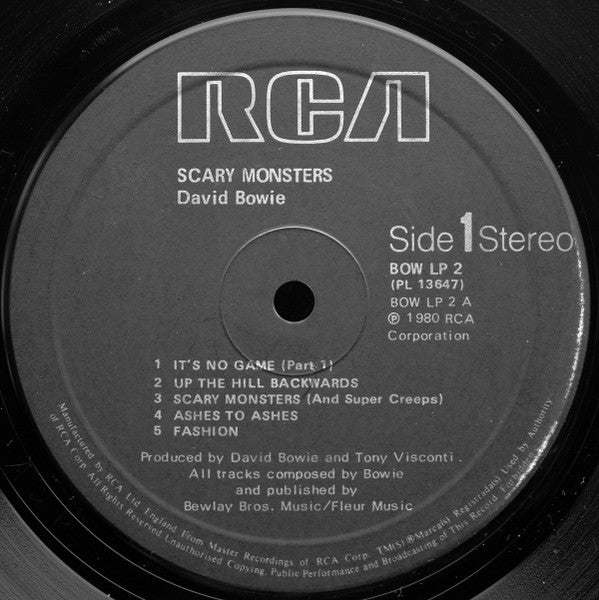 RCA
SCARY MONSTERS
David Bowie
Side 1 Stereo
BOW LP 2
(PL 13647)
BOW LP 2 A
℗ 1980 RCA
Corporation
1 IT'S NO GAME (Part 1)
2 UP THE HILL BACKWARDS
3 SCARY MONSTERS (And Super Creeps)
4 ASHES TO ASHES
5 FASHION
Produced by David Bowie and Tony Visconti.
All tracks composed by Bowie
and published by
Bewlay Bros. Music/Fleur Music
Manufactured by RCA Ltd. England. From Master Recordings of RCA Corp. TM(S) ® Marca(s) Registrada(s) Used by Authority
of RCA Corp All Rights Reserved Unauthorised Copying, Public Performance and Broadcasting of This Record